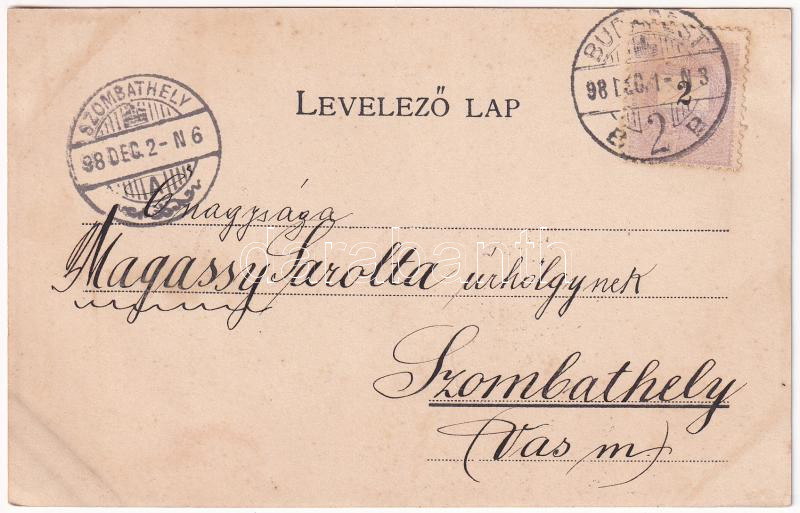 BUDAPEST
98 DEC. 1 - N 3
2
B. P.
2
SZOMBATHELY
98 DEC. 2 - N 6
A
LEVELEZŐ LAP
Ő nagysága
Magassy Sarolta úrhölgynek
Szombathely
(Vas m)
darabanth